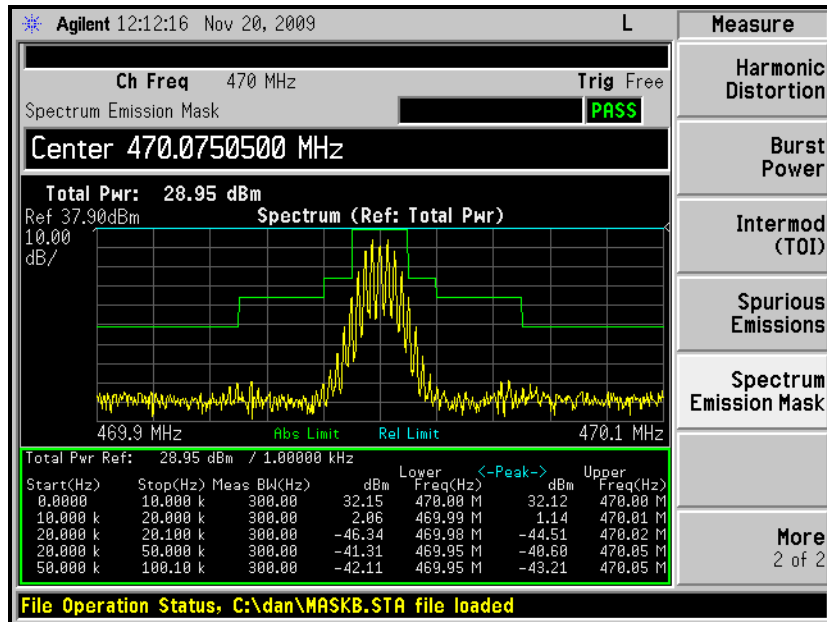 Agilent 12:12:16 Nov 20, 2009 L
Measure
Ch Freq 470 MHz Trig Free
Spectrum Emission Mask PASS
Center 470.0750500 MHz
Total Pwr: 28.95 dBm
Ref 37.90dBm Spectrum (Ref: Total Pwr)
10.00
dB/
469.9 MHz Abs Limit Rel Limit 470.1 MHz
Total Pwr Ref: 28.95 dBm / 1.00000 kHz
Lower <-Peak-> Upper
Start(Hz) Stop(Hz) Meas BW(Hz) dBm Freq(Hz) dBm Freq(Hz)
0.0000 10.000 k 300.00 32.15 470.00 M 32.12 470.00 M
10.000 k 20.000 k 300.00 2.06 469.99 M 1.14 470.01 M
20.000 k 20.100 k 300.00 -46.34 469.98 M -44.51 470.02 M
20.000 k 50.000 k 300.00 -41.31 469.95 M -40.60 470.05 M
50.000 k 100.10 k 300.00 -42.11 469.95 M -43.21 470.05 M
Harmonic
Distortion
Burst
Power
Intermod
(TOI)
Spurious
Emissions
Spectrum
Emission Mask
More
2 of 2
File Operation Status, C:\dan\MASKB.STA file loaded